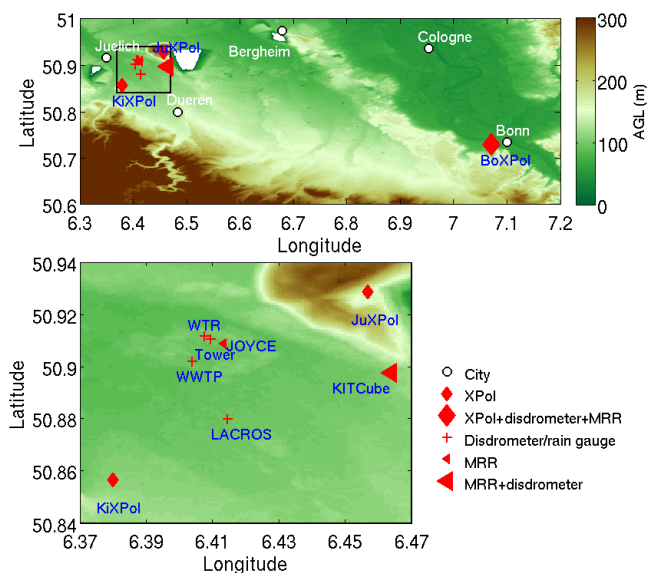 51
50.9
50.8
50.7
50.6
Latitude
Juelich
JuXPol
KiXPol
Dueren
Bergheim
Cologne
Bonn
BoXPol
6.3 6.4 6.5 6.6 6.7 6.8 6.9 7 7.1 7.2
Longitude
300
200
100
0
AGL (m)
50.94
50.92
50.9
50.88
50.86
50.84
Latitude
JuXPol
WTR
JOYCE
Tower
WWTP
KITCube
LACROS
KiXPol
6.37 6.39 6.41 6.43 6.45 6.47
Longitude
City
XPol
XPol+disdrometer+MRR
Disdrometer/rain gauge
MRR
MRR+disdrometer